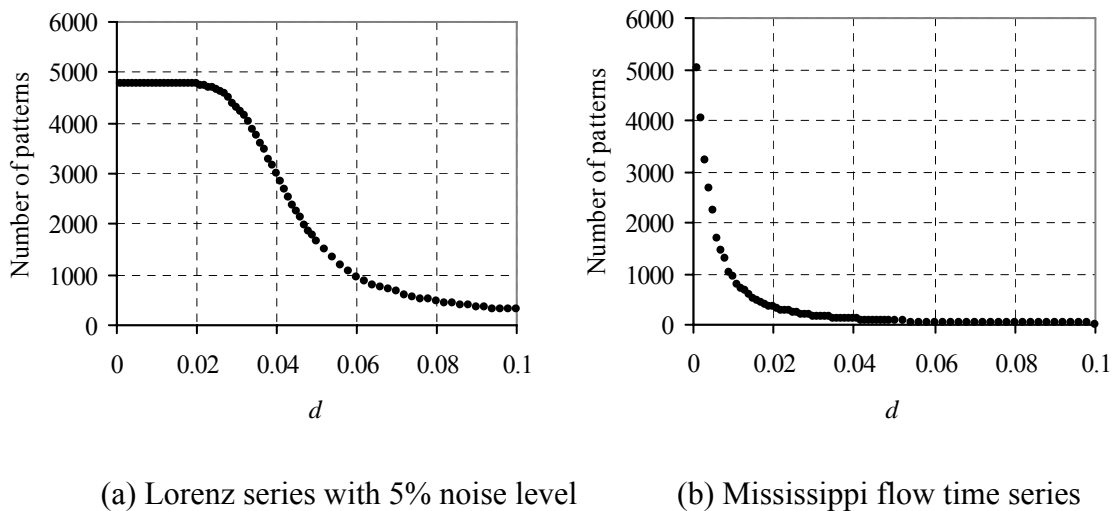 6000
5000
4000
3000
2000
1000
0
Number of patterns
0 0.02 0.04 0.06 0.08 0.1
d
(a) Lorenz series with 5% noise level
6000
5000
4000
3000
2000
1000
0
Number of patterns
0 0.02 0.04 0.06 0.08 0.1
d
(b) Mississippi flow time series